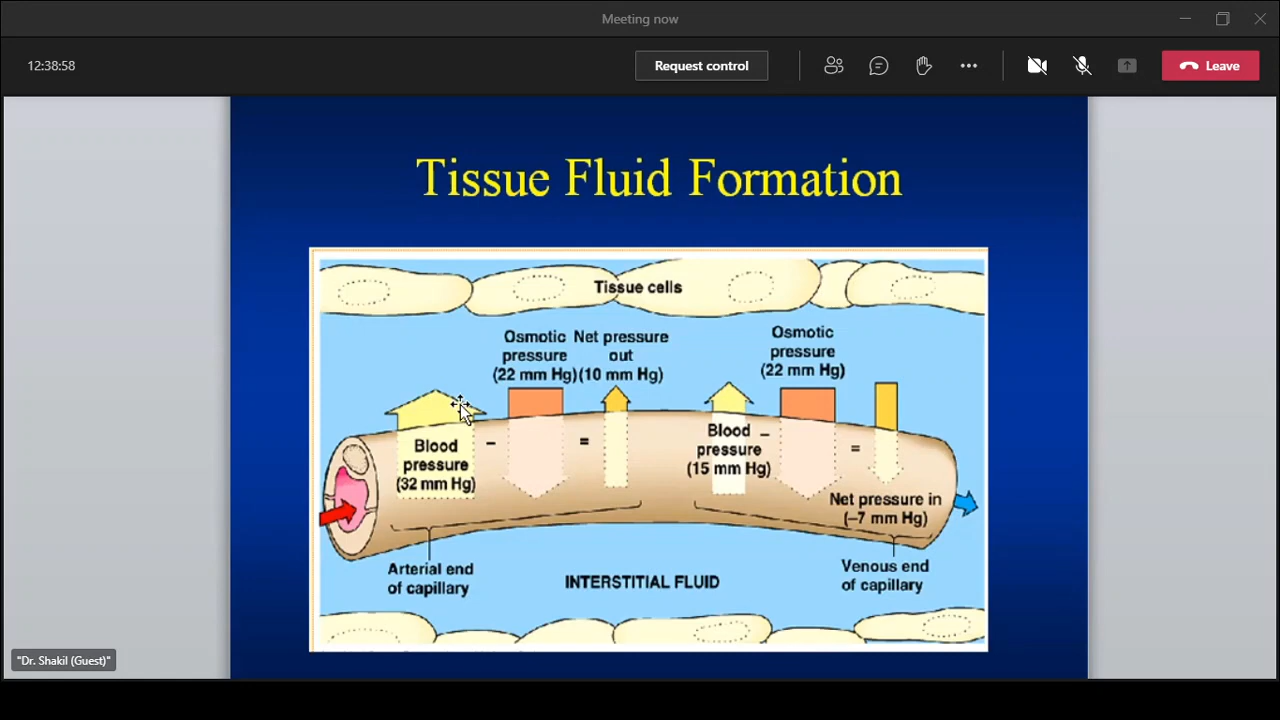 Meeting now
12:38:58
Request control
Leave
Tissue Fluid Formation
Tissue cells
Osmotic
pressure
(22 mm Hg)
Net pressure
out
(10 mm Hg)
Osmotic
pressure
(22 mm Hg)
Blood
pressure
(32 mm Hg)
–
=
Blood
pressure
(15 mm Hg)
–
=
Net pressure in
(–7 mm Hg)
Arterial end
of capillary
INTERSTITIAL FLUID
Venous end
of capillary
"Dr. Shakil (Guest)"